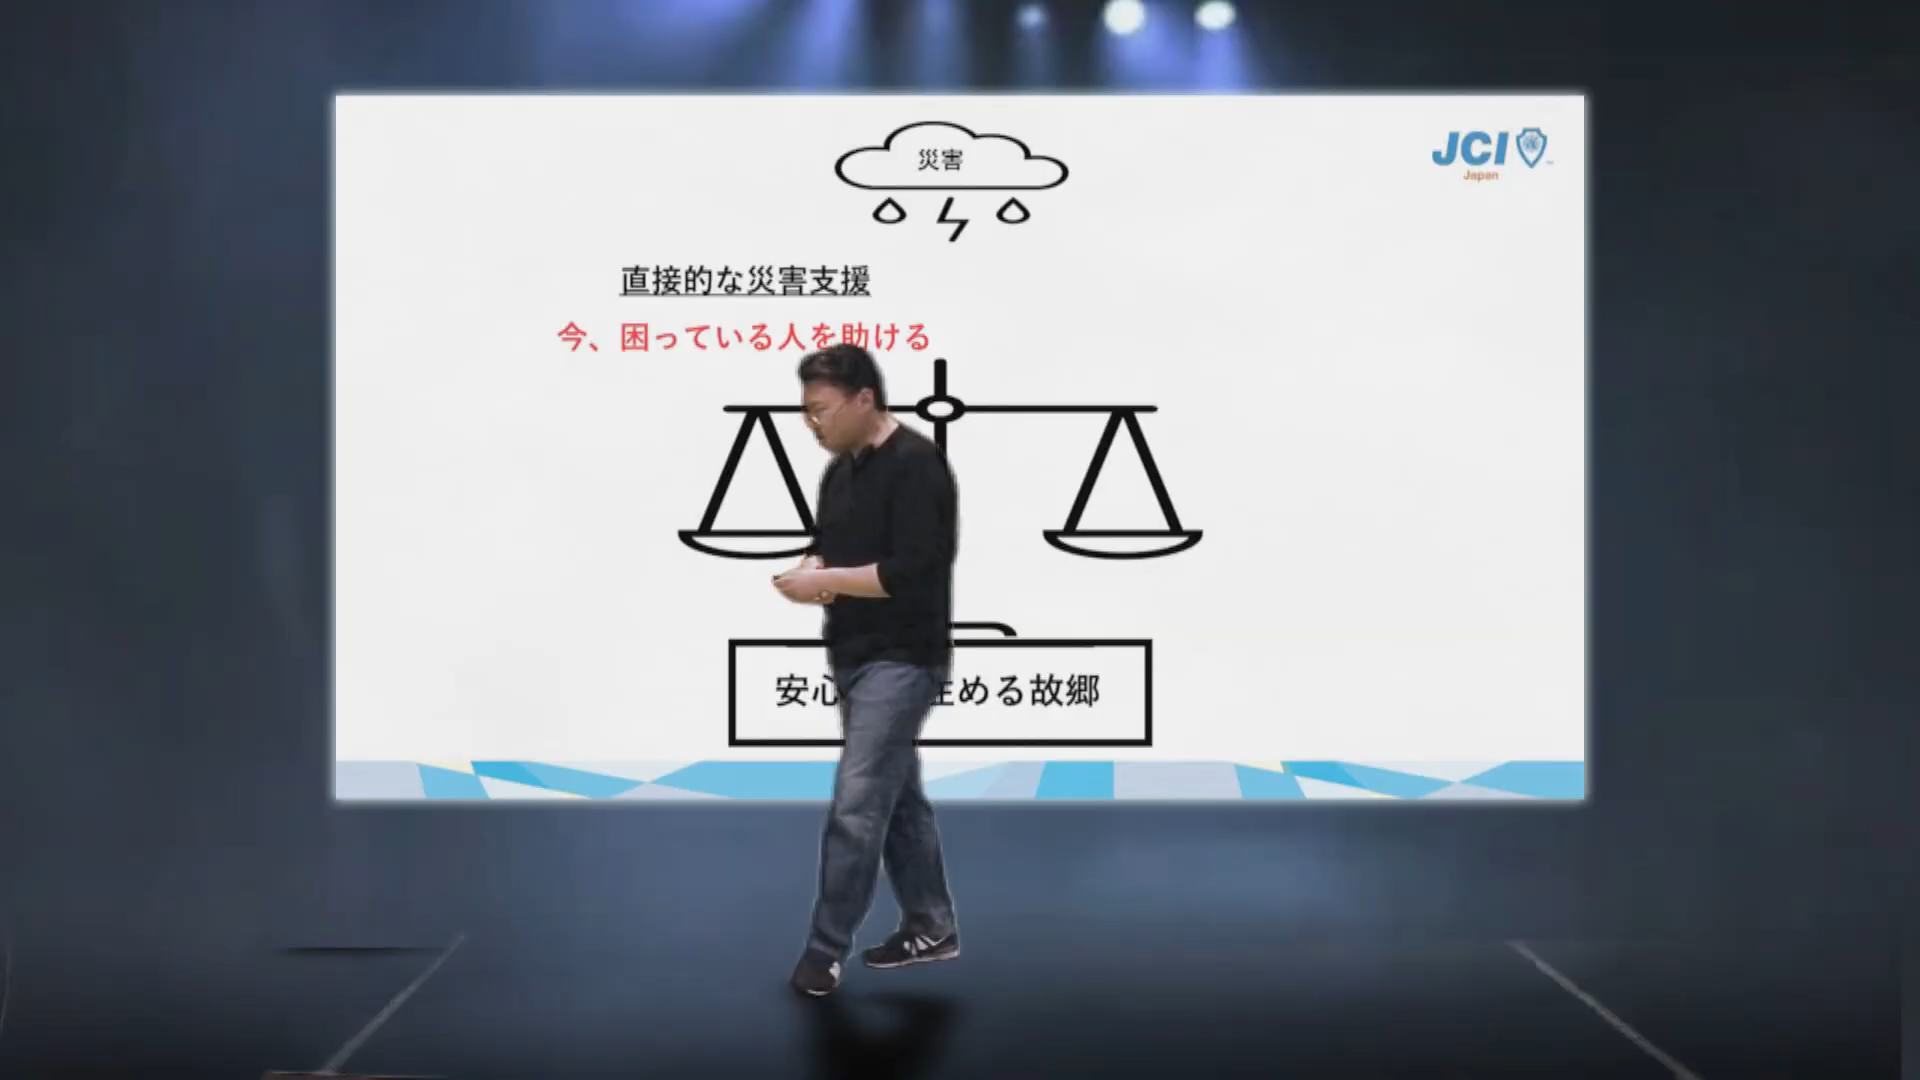 災害
JCI
Japan
直接的な災害支援
今、困っている人を助ける
安心 める故郷